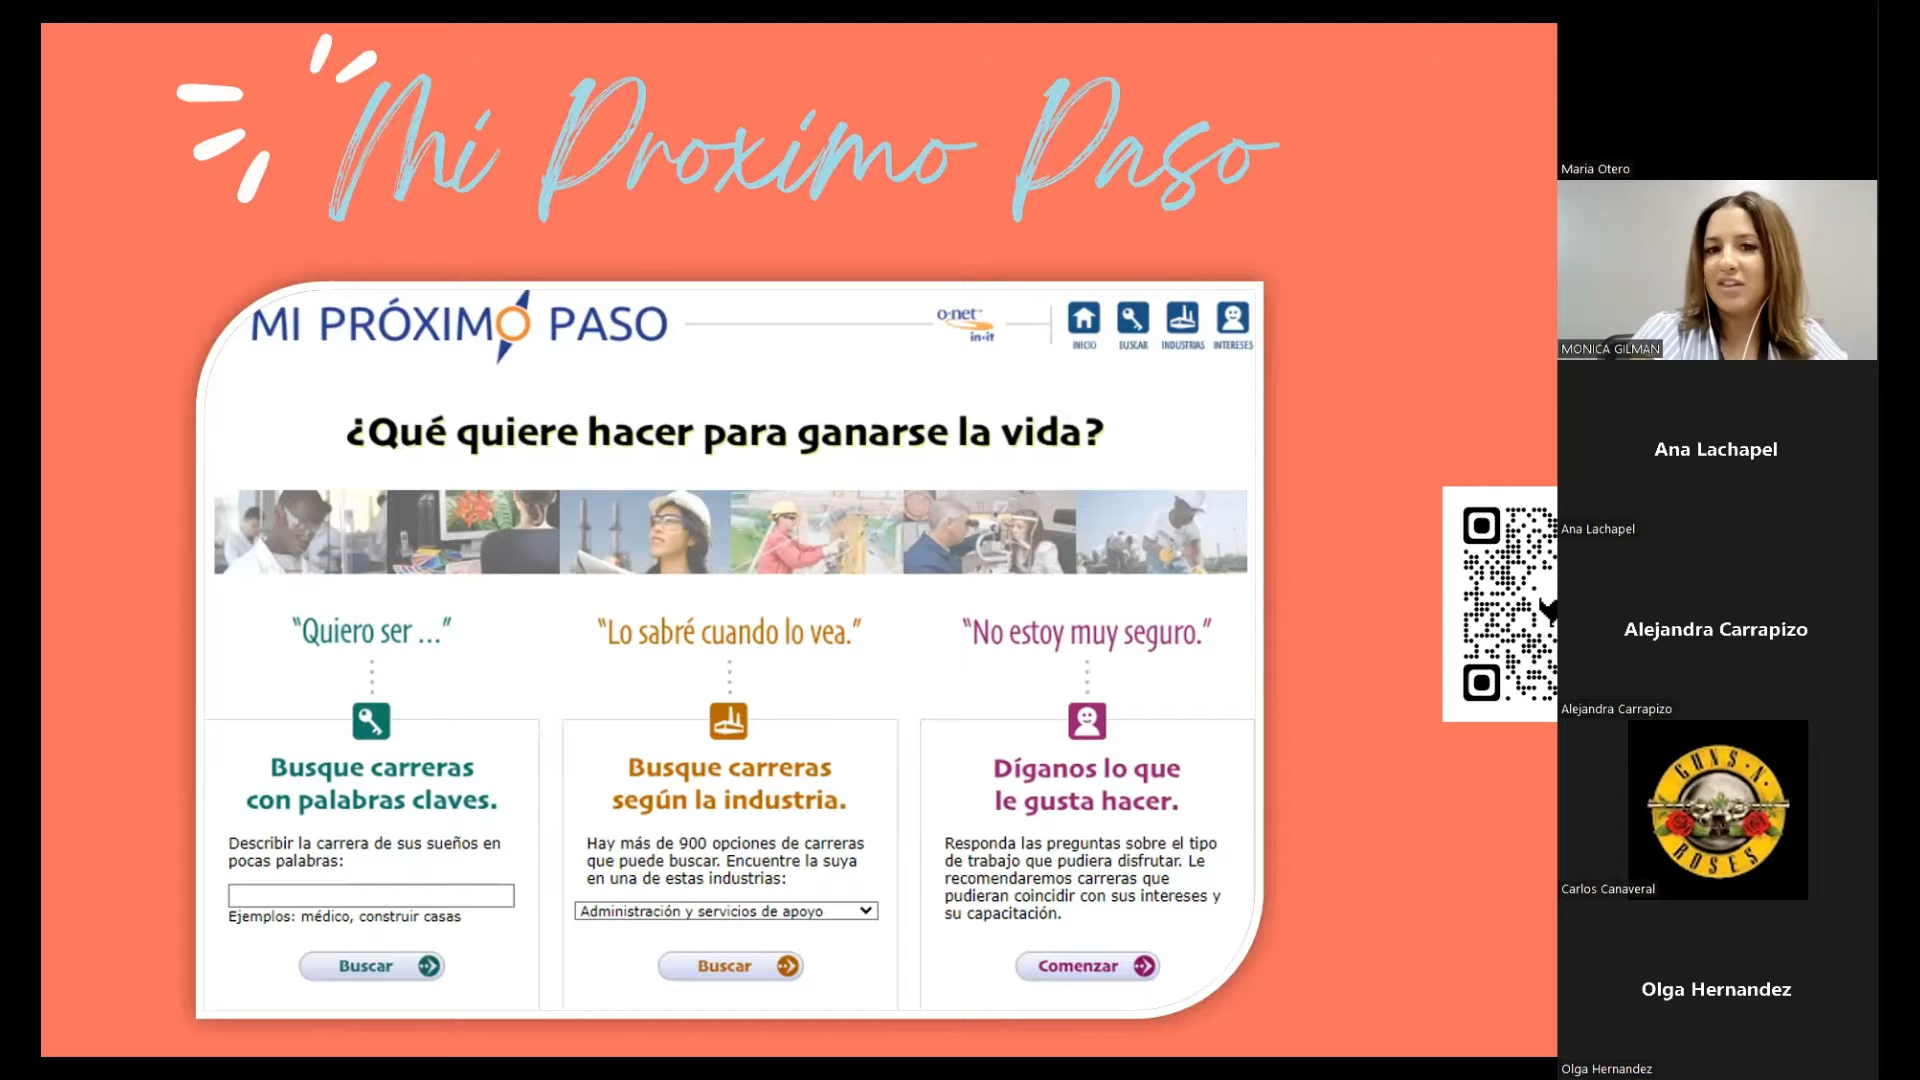 Mi Proximo Paso
MI PRÓXIMO PASO
o·net™
in·it
INICIO
BUSCAR
INDUSTRIAS
INTERESES
¿Qué quiere hacer para ganarse la vida?
"Quiero ser ..."
Busque carreras
con palabras claves.
Describir la carrera de sus sueños en
pocas palabras:
Ejemplos: médico, construir casas
Buscar
"Lo sabré cuando lo vea."
Busque carreras
según la industria.
Hay más de 900 opciones de carreras
que puede buscar. Encuentre la suya
en una de estas industrias:
Administración y servicios de apoyo
Buscar
"No estoy muy seguro."
Díganos lo que
le gusta hacer.
Responda las preguntas sobre el tipo
de trabajo que pudiera disfrutar. Le
recomendaremos carreras que
pudieran coincidir con sus intereses y
su capacitación.
Comenzar
Maria Otero
MONICA GILMAN
Ana Lachapel
Ana Lachapel
Alejandra Carrapizo
Alejandra Carrapizo
GUNS N'
ROSES
Carlos Canaveral
Olga Hernandez
Olga Hernandez